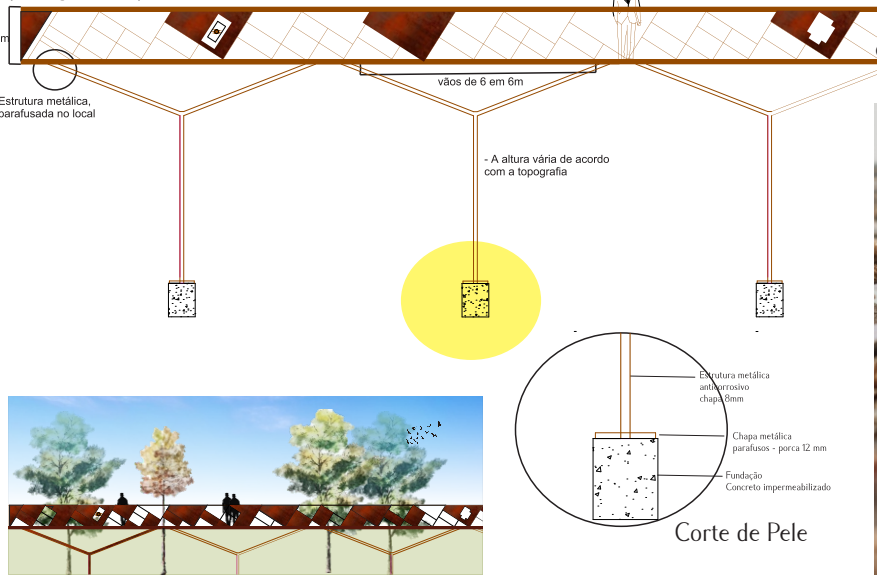 m
vãos de 6 em 6m
Estrutura metálica,
parafusada no local
- A altura vária de acordo
com a topografia
Estrutura metálica
anticorrosivo
chapa 8mm
Chapa metálica
parafusos - porca 12 mm
Fundação
Concreto impermeabilizado
Corte de Pele